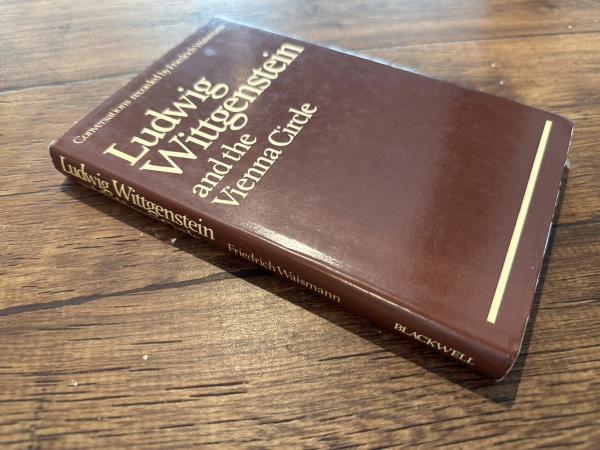 Conversations recorded by Friedrich Waismann
Ludwig
Wittgenstein
and the
Vienna Circle
Ludwig Wittgenstein
Friedrich Waismann
BLACKWELL